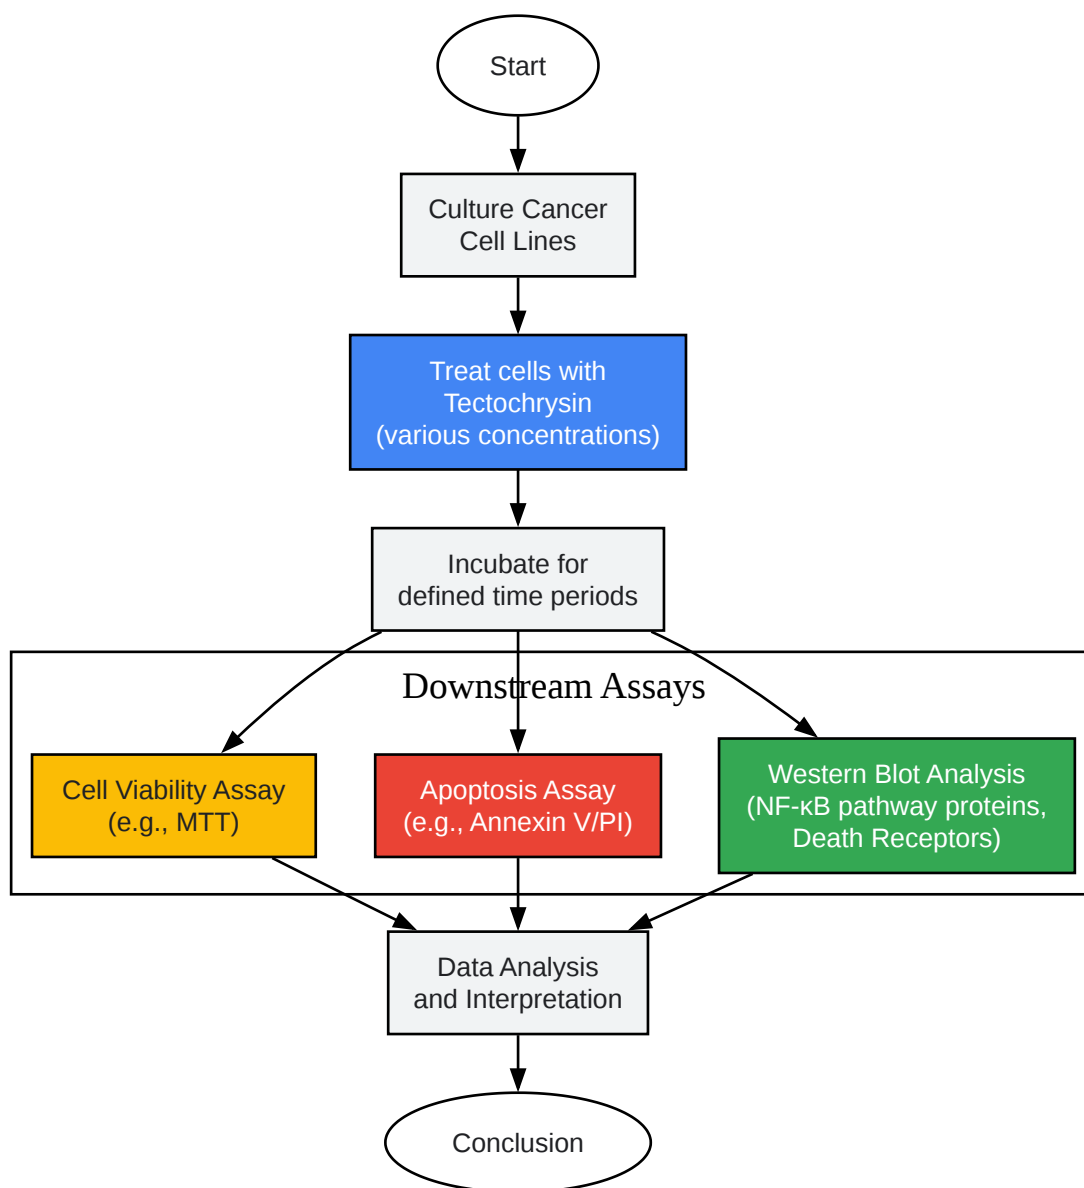 Start
Culture Cancer
Cell Lines
Treat cells with
Tectochrysin
(various concentrations)
Incubate for
defined time periods
Downstream Assays
Cell Viability Assay
(e.g., MTT)
Apoptosis Assay
(e.g., Annexin V/PI)
Western Blot Analysis
(NF-κB pathway proteins,
Death Receptors)
Data Analysis
and Interpretation
Conclusion